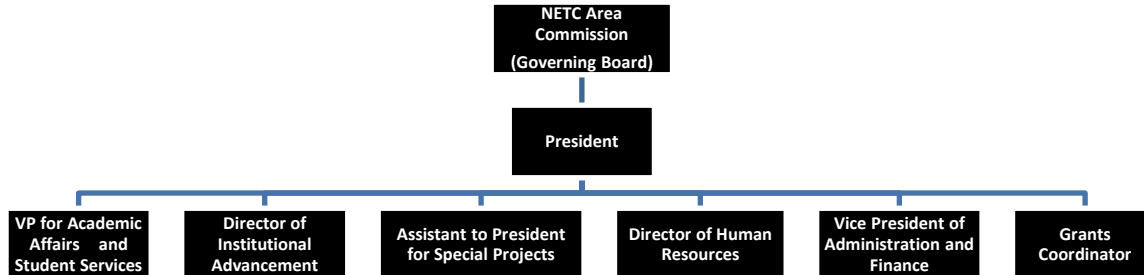 NETC Area
Commission
(Governing Board)
President
VP for Academic
Affairs and
Student Services
Director of
Institutional
Advancement
Assistant to President
for Special Projects
Director of Human
Resources
Vice President of
Administration and
Finance
Grants
Coordinator